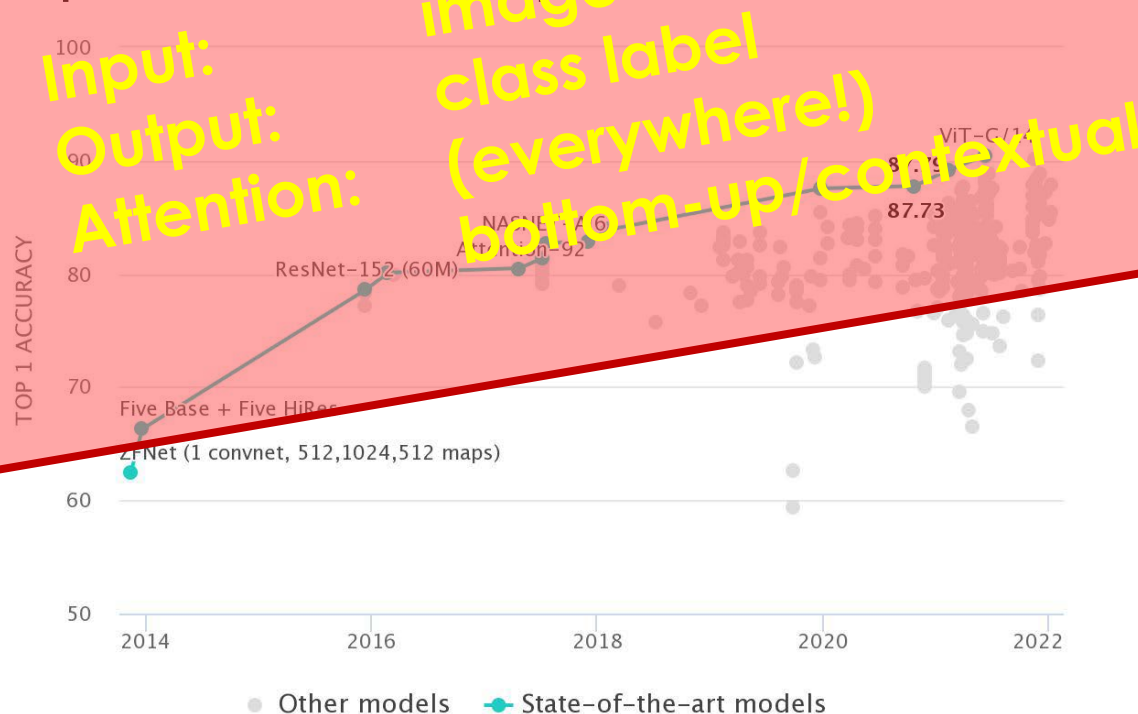 100
Input:
image
Output:
class label
Attention:
(everywhere!)
bottom-up/contextual
90
87.73
80
70
60
50
TOP 1 ACCURACY
Attention-92
ResNet-152 (60M)
Five Base + Five HiRes
ZFNet (1 convnet, 512,1024,512 maps)
2014
2016
2018
2020
2022
Other models
State-of-the-art models